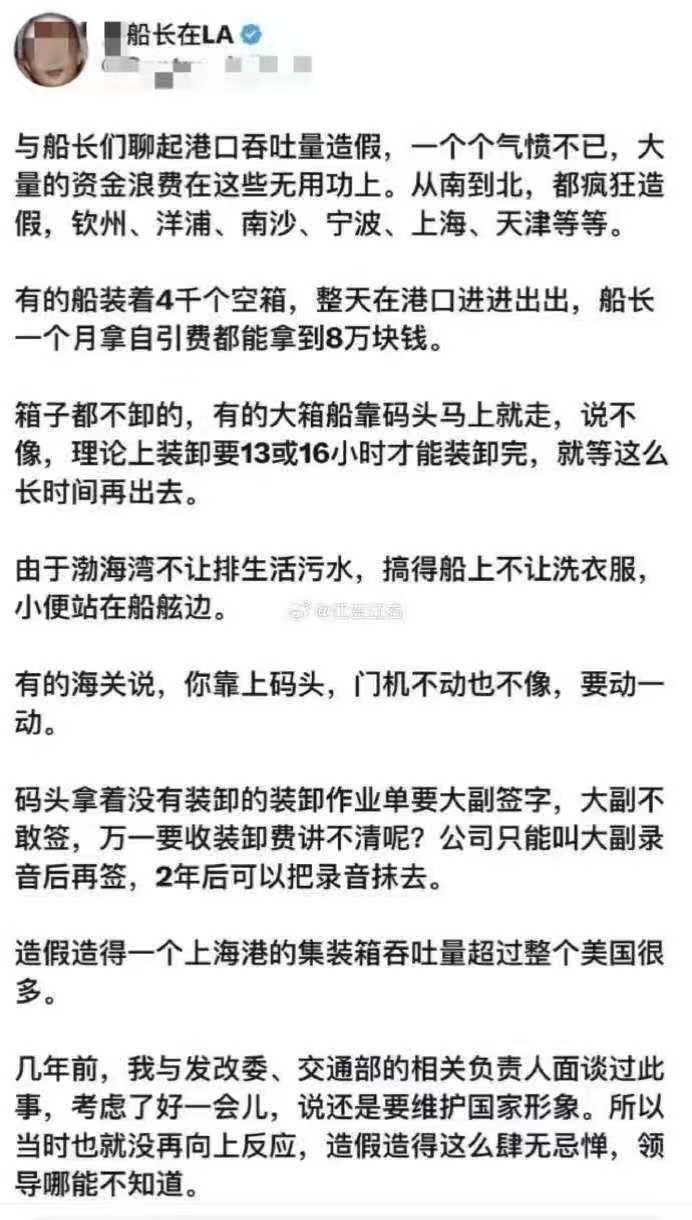 船长在LA
与船长们聊起港口吞吐量造假，一个个气愤不已，大
量的资金浪费在这些无用功上。从南到北，都疯狂造
假，钦州、洋浦、南沙、宁波、上海、天津等等。
有的船装着4千个空箱，整天在港口进进出出，船长
一个月拿自引费都能拿到8万块钱。
箱子都不卸的，有的大箱船靠码头马上就走，说不
像，理论上装卸要13或16小时才能装卸完，就等这么
长时间再出去。
由于渤海湾不让排生活污水，搞得船上不让洗衣服，
小便站在船舷边。
有的海关说，你靠上码头，门机不动也不像，要动一
动。
码头拿着没有装卸的装卸作业单要大副签字，大副不
敢签，万一要收装卸费讲不清呢？公司只能叫大副录
音后再签，2年后可以把录音抹去。
造假造得一个上海港的集装箱吞吐量超过整个美国很
多。
几年前，我与发改委、交通部的相关负责人面谈过此
事，考虑了好一会儿，说还是要维护国家形象。所以
当时也就没再向上反应，造假造得这么肆无忌惮，领
导哪能不知道。